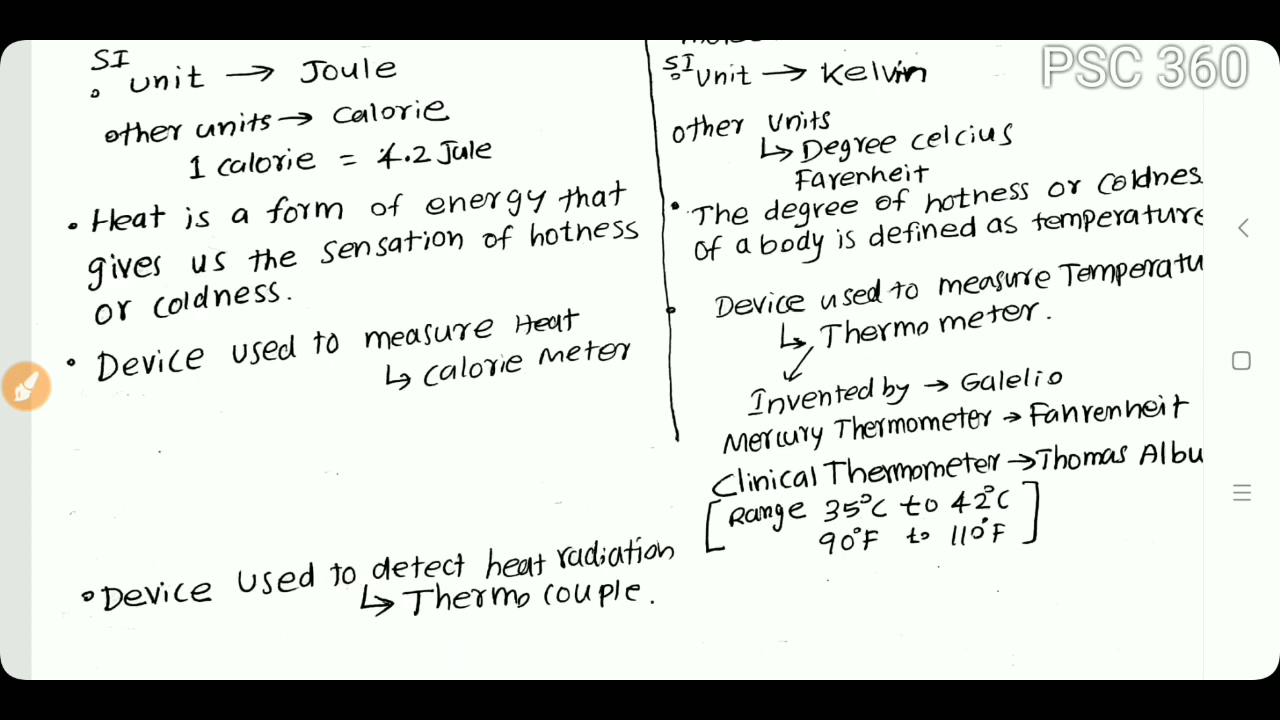 PSC 360
SI
unit → Joule
other units → Calorie
1 calorie = 4.2 Jule
• Heat is a form of energy that
gives us the sensation of hotness
or coldness.
• Device used to measure Heat
↳ calorie meter
• Device used to detect heat radiation
↳ Thermo couple.
SI
unit → Kelvin
other units
↳ Degree celcius
Farenheit
• The degree of hotness or coldnes
of a body is defined as temperature
• Device used to measure Temperatu
↳ Thermo meter.
Invented by → Galelio
Mercury Thermometer → Fahrenheit
Clinical Thermometer → Thomas Albu
[Range 35°C to 42°C
90°F to 110°F]